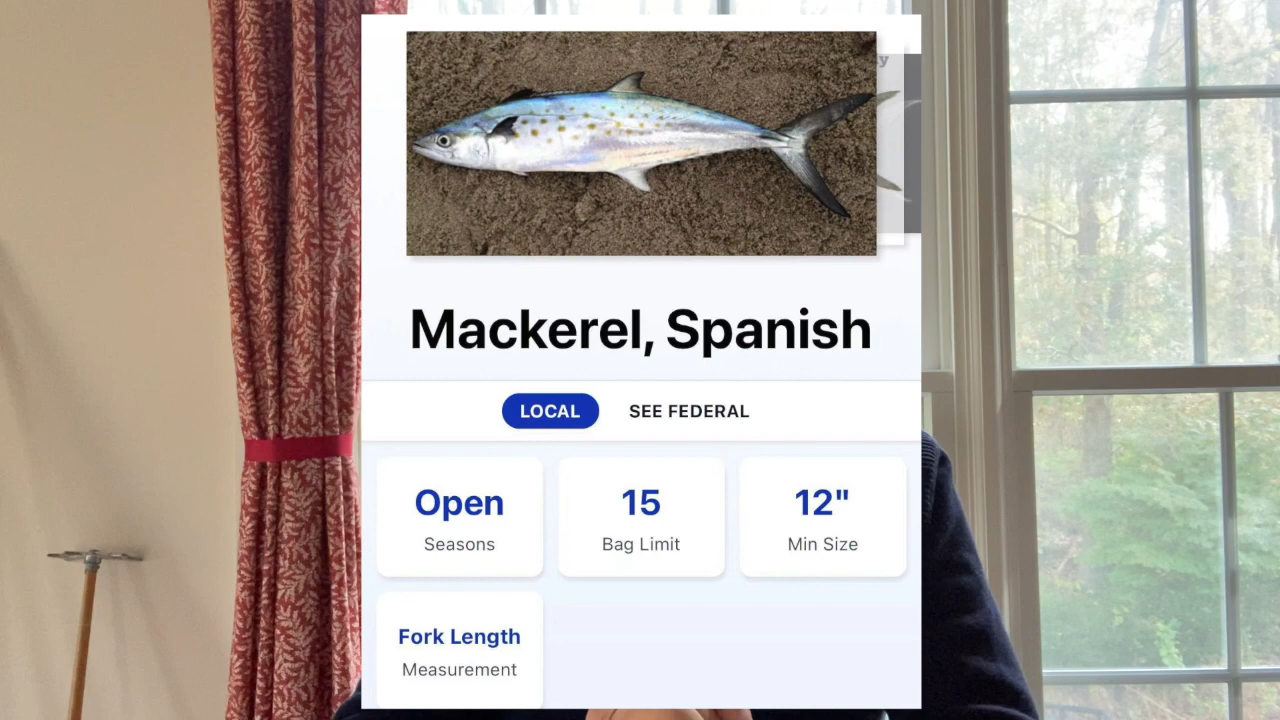 Mackerel, Spanish
LOCAL SEE FEDERAL
Open 15 12"
Seasons Bag Limit Min Size
Fork Length
Measurement